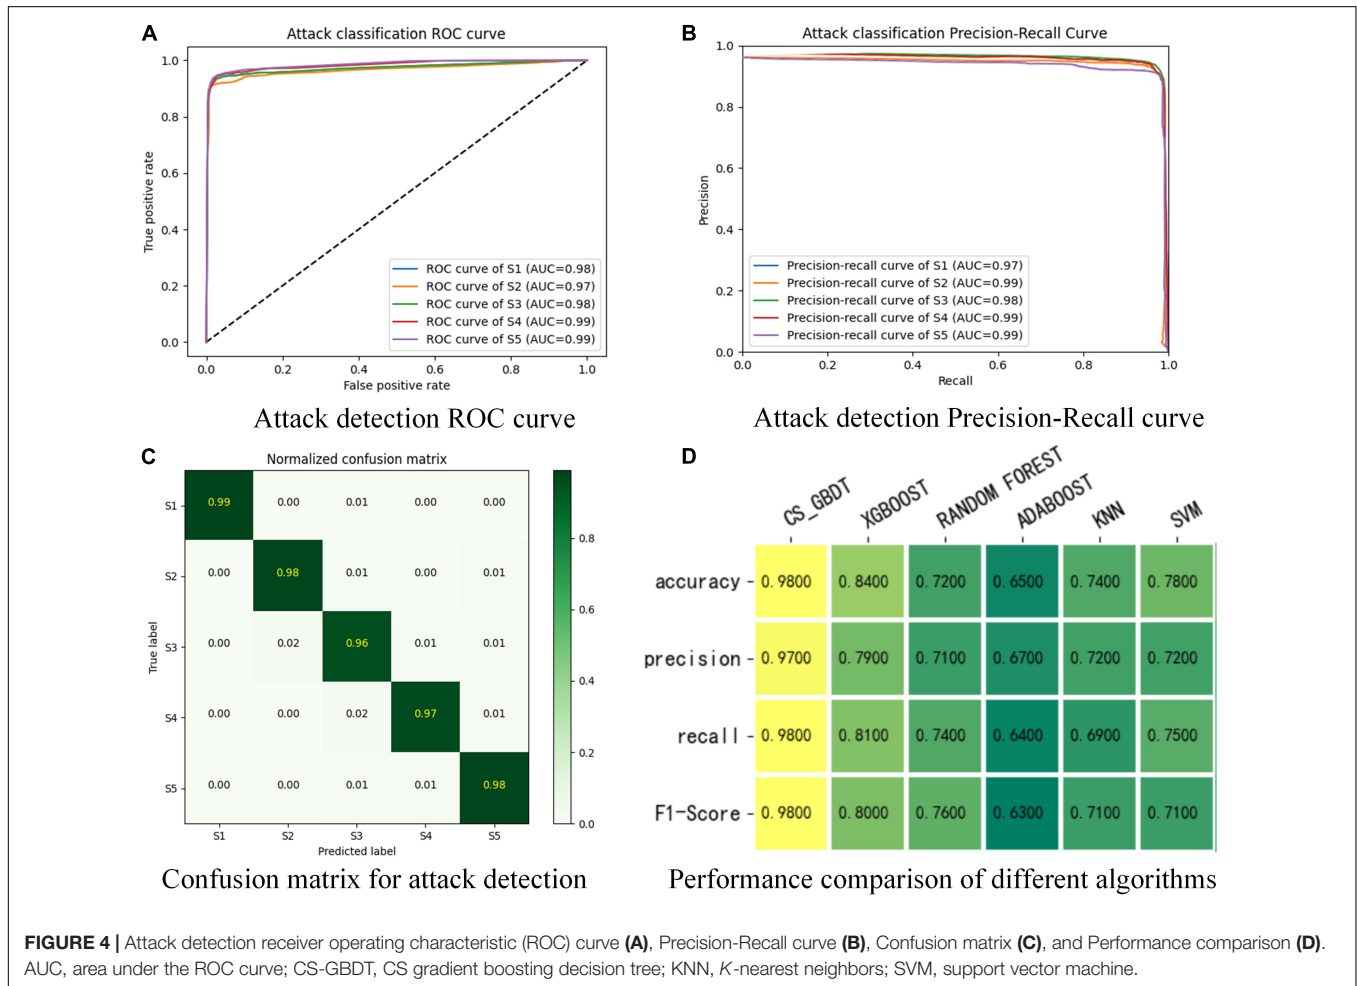 A
Attack classification ROC curve
True positive rate
1.0
0.8
0.6
0.4
0.2
0.0
ROC curve of S1 (AUC=0.98)
ROC curve of S2 (AUC=0.97)
ROC curve of S3 (AUC=0.98)
ROC curve of S4 (AUC=0.99)
ROC curve of S5 (AUC=0.99)
0.0 0.2 0.4 0.6 0.8 1.0
False positive rate
Attack detection ROC curve
B
Attack classification Precision-Recall Curve
Precision
1.0
0.8
0.6
0.4
0.2
0.0
Precision-recall curve of S1 (AUC=0.97)
Precision-recall curve of S2 (AUC=0.99)
Precision-recall curve of S3 (AUC=0.98)
Precision-recall curve of S4 (AUC=0.99)
Precision-recall curve of S5 (AUC=0.99)
0.0 0.2 0.4 0.6 0.8 1.0
Recall
Attack detection Precision-Recall curve
C
Normalized confusion matrix
True label
S1 0.99 0.00 0.01 0.00 0.00
S2 0.00 0.98 0.01 0.00 0.01
S3 0.00 0.02 0.96 0.01 0.01
S4 0.00 0.00 0.02 0.97 0.01
S5 0.00 0.00 0.01 0.01 0.98
S1 S2 S3 S4 S5
Predicted label
0.8
0.6
0.4
0.2
0.0
Confusion matrix for attack detection
D
CS_GBDT XGBOOST RANDOM FOREST ADABOOST KNN SVM
accuracy 0.9800 0.8400 0.7200 0.6500 0.7400 0.7800
precision 0.9700 0.7900 0.7100 0.6700 0.7200 0.7200
recall 0.9800 0.8100 0.7400 0.6400 0.6900 0.7500
F1-Score 0.9800 0.8000 0.7600 0.6300 0.7100 0.7100
Performance comparison of different algorithms
FIGURE 4 | Attack detection receiver operating characteristic (ROC) curve (A), Precision-Recall curve (B), Confusion matrix (C), and Performance comparison (D).
AUC, area under the ROC curve; CS-GBDT, CS gradient boosting decision tree; KNN, K-nearest neighbors; SVM, support vector machine.